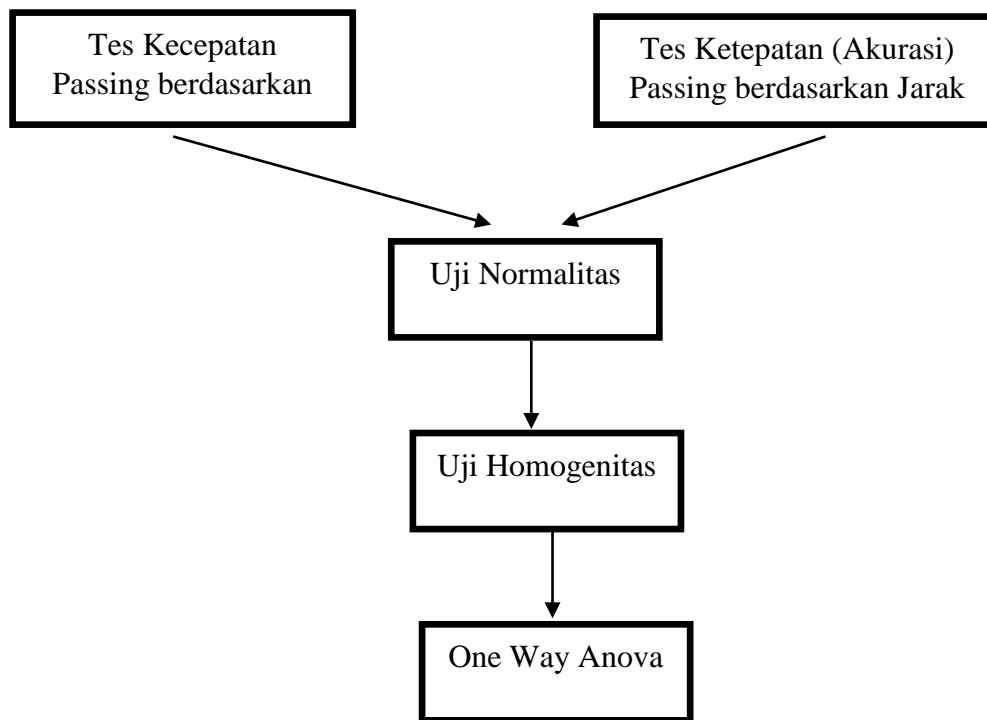 Tes Kecepatan
Passing berdasarkan
Tes Ketepatan (Akurasi)
Passing berdasarkan Jarak
Uji Normalitas
Uji Homogenitas
One Way Anova